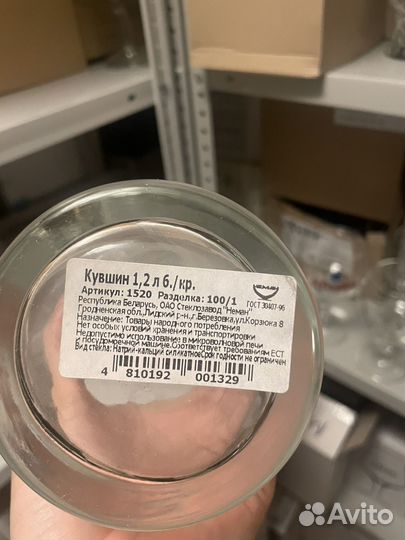 Кувшин 1,2 л б./кр.
Артикул: 1520 Разделка: 100/1
НЕМАН
ГОСТ 30407-96
Республика Беларусь, ОАО Стеклозавод "Неман"
Гродненская обл.,Лидский р-н,г.Березовка,ул.Корзюка 8
Назначение: Товары народного потребления
Нет особых условий хранения и транспортировки
Недопустимо использование в микроволновой печи
и посудомоечной машине.Соответствует требованиям ЕСТ
Вид стекла: Натрий-кальций силикатноеСрок годности не ограничен
4 810192 001329
Avito